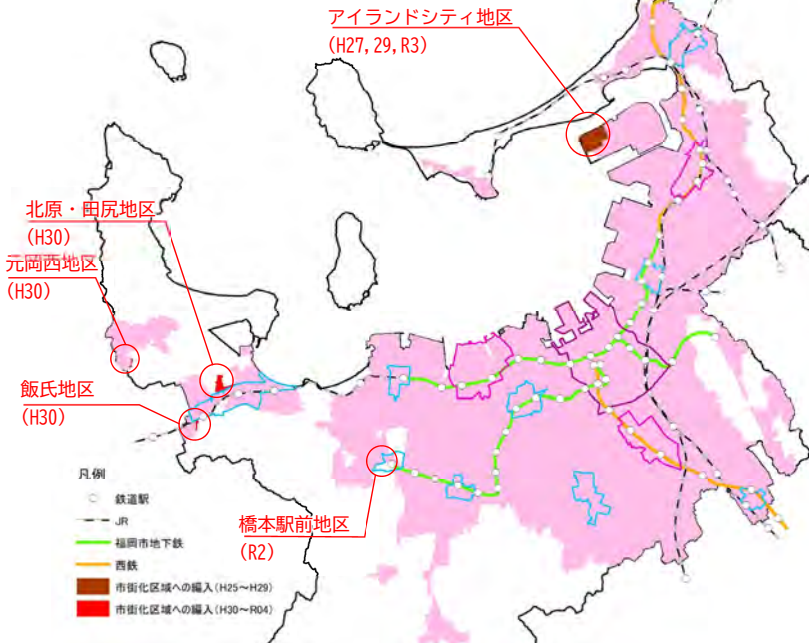 アイランドシティ地区
(H27,29,R3)
北原・田尻地区
(H30)
元岡西地区
(H30)
飯氏地区
(H30)
橋本駅前地区
(R2)
凡例
鉄道駅
JR
福岡市地下鉄
西鉄
市街化区域への編入(H25～H29)
市街化区域への編入(H30～R04)